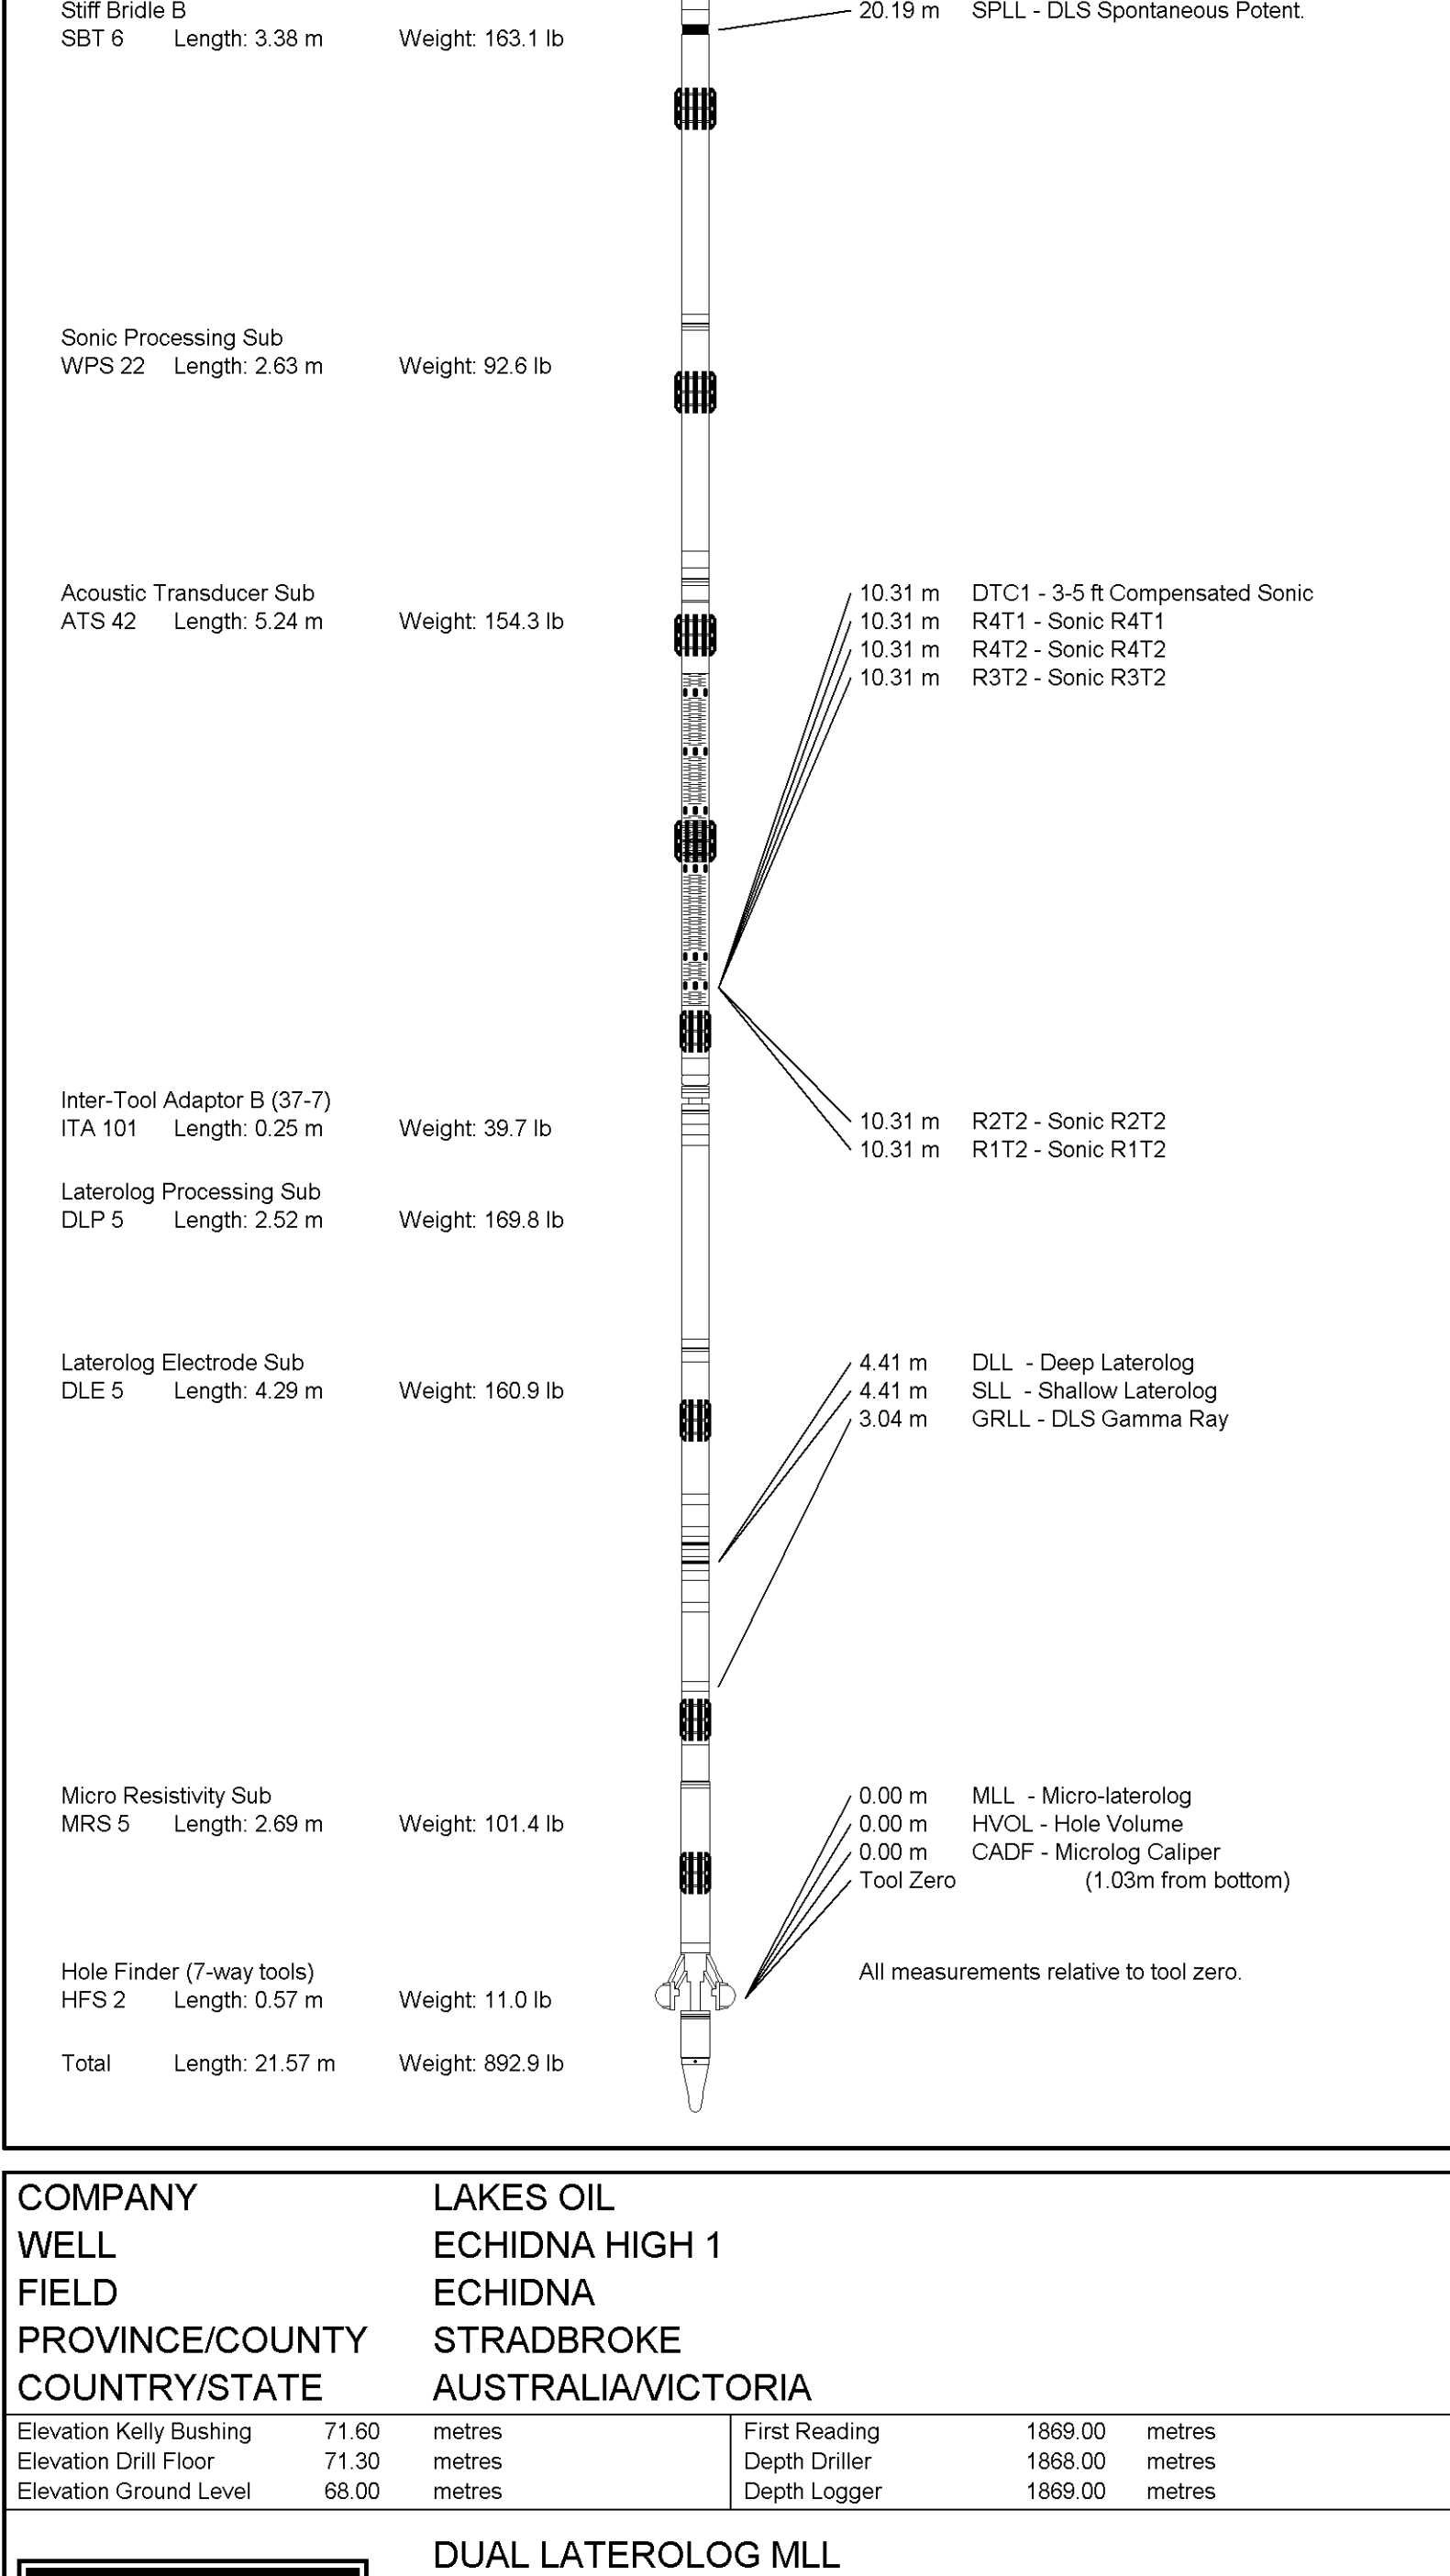 Stiff Bridle B
SBT 6 Length: 3.38 m Weight: 163.1 lb
20.19 m SPLL - DLS Spontaneous Potent.
Sonic Processing Sub
WPS 22 Length: 2.63 m Weight: 92.6 lb
Acoustic Transducer Sub
ATS 42 Length: 5.24 m Weight: 154.3 lb
10.31 m DTC1 - 3-5 ft Compensated Sonic
10.31 m R4T1 - Sonic R4T1
10.31 m R4T2 - Sonic R4T2
10.31 m R3T2 - Sonic R3T2
Inter-Tool Adaptor B (37-7)
ITA 101 Length: 0.25 m Weight: 39.7 lb
10.31 m R2T2 - Sonic R2T2
10.31 m R1T2 - Sonic R1T2
Laterolog Processing Sub
DLP 5 Length: 2.52 m Weight: 169.8 lb
Laterolog Electrode Sub
DLE 5 Length: 4.29 m Weight: 160.9 lb
4.41 m DLL - Deep Laterolog
4.41 m SLL - Shallow Laterolog
3.04 m GRLL - DLS Gamma Ray
Micro Resistivity Sub
MRS 5 Length: 2.69 m Weight: 101.4 lb
0.00 m MLL - Micro-laterolog
0.00 m HVOL - Hole Volume
0.00 m CADF - Microlog Caliper
Tool Zero (1.03m from bottom)
Hole Finder (7-way tools)
HFS 2 Length: 0.57 m Weight: 11.0 lb
All measurements relative to tool zero.
Total Length: 21.57 m Weight: 892.9 lb
COMPANY LAKES OIL
WELL ECHIDNA HIGH 1
FIELD ECHIDNA
PROVINCE/COUNTY STRADBROKE
COUNTRY/STATE AUSTRALIA/VICTORIA
Elevation Kelly Bushing 71.60 metres First Reading 1869.00 metres
Elevation Drill Floor 71.30 metres Depth Driller 1868.00 metres
Elevation Ground Level 68.00 metres Depth Logger 1869.00 metres
DUAL LATEROLOG MLL